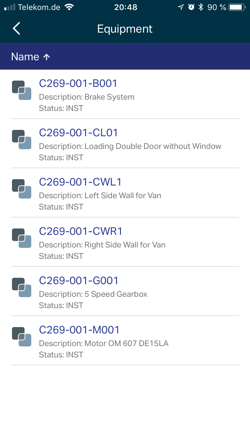 Telekom.de
20:48
90 %
Equipment
Name
C269-001-B001
Description: Brake System
Status: INST
C269-001-CL01
Description: Loading Double Door without Window
Status: INST
C269-001-CWL1
Description: Left Side Wall for Van
Status: INST
C269-001-CWR1
Description: Right Side Wall for Van
Status: INST
C269-001-G001
Description: 5 Speed Gearbox
Status: INST
C269-001-M001
Description: Motor OM 607 DE15LA
Status: INST